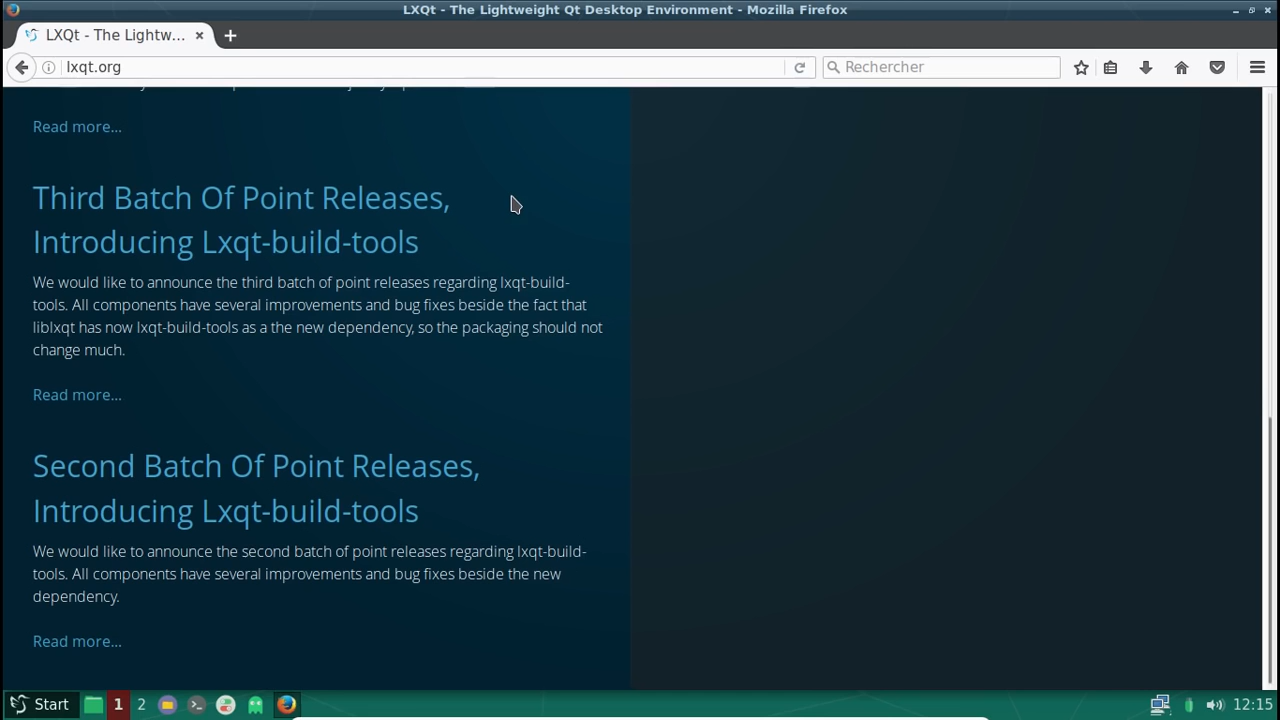 LXQt - The Lightweight Qt Desktop Environment - Mozilla Firefox
LXQt - The Lightw...
lxqt.org
Rechercher
Read more...
Third Batch Of Point Releases,
Introducing Lxqt-build-tools
We would like to announce the third batch of point releases regarding lxqt-build-
tools. All components have several improvements and bug fixes beside the fact that
liblxqt has now lxqt-build-tools as a the new dependency, so the packaging should not
change much.
Read more...
Second Batch Of Point Releases,
Introducing Lxqt-build-tools
We would like to announce the second batch of point releases regarding lxqt-build-
tools. All components have several improvements and bug fixes beside the new
dependency.
Read more...
Start 1 2 12:15